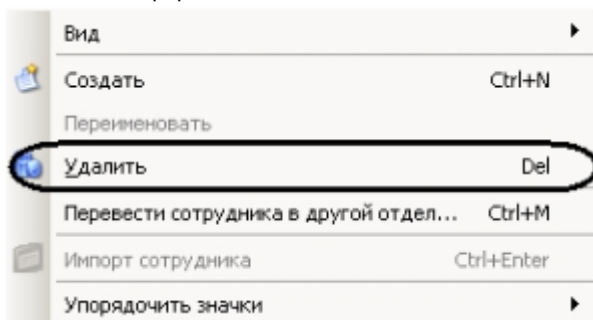 Вид
Создать Ctrl+N
Переименовать
Удалить Del
Перевести сотрудника в другой отдел... Ctrl+M
Импорт сотрудника Ctrl+Enter
Упорядочить значки